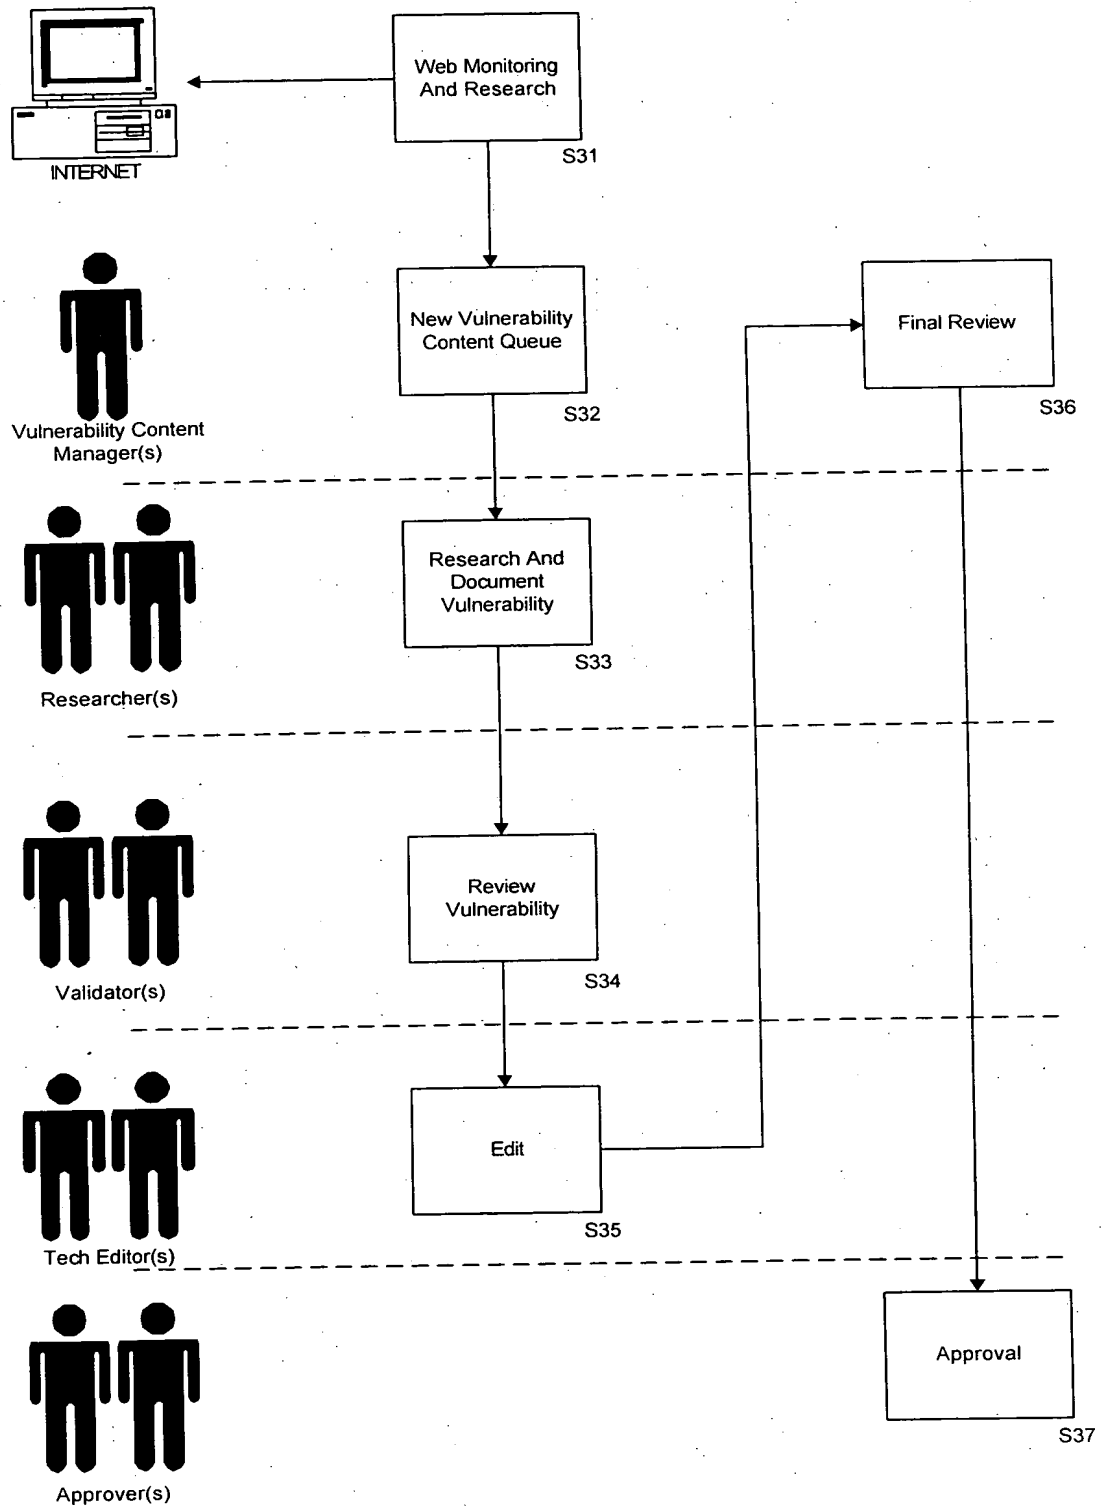 Web Monitoring
And Research
S31
INTERNET
New Vulnerability
Content Queue
S32
Final Review
S36
Vulnerability Content
Manager(s)
Research And
Document
Vulnerability
S33
Researcher(s)
Review
Vulnerability
S34
Validator(s)
Edit
S35
Tech Editor(s)
Approval
S37
Approver(s)